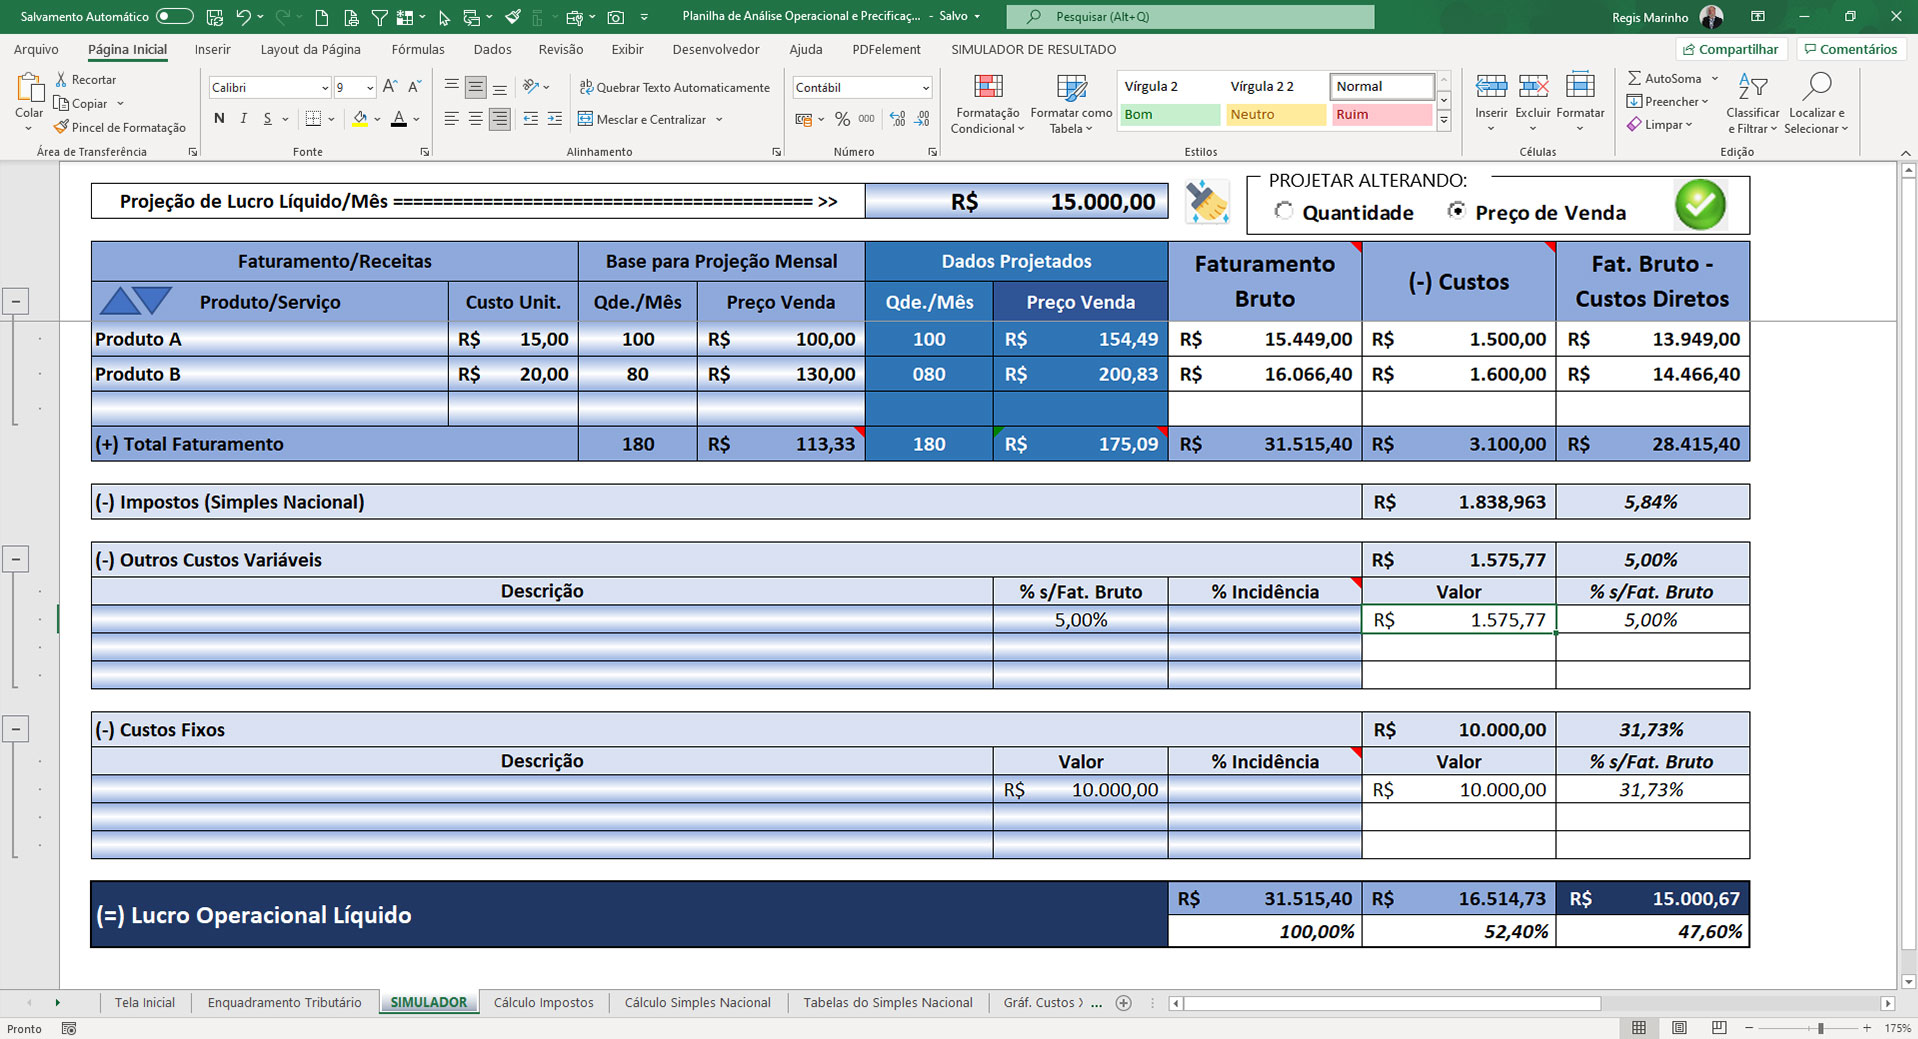 Salvamento Automático
Planilha de Análise Operacional e Precificaç... - Salvo
Pesquisar (Alt+Q)
Regis Marinho
Arquivo Página Inicial Inserir Layout da Página Fórmulas Dados Revisão Exibir Desenvolvedor Ajuda PDFelement SIMULADOR DE RESULTADO Compartilhar Comentários
Colar
Recortar
Copiar
Pincel de Formatação
Área de Transferência
Calibri 9
N I S
A A
Fonte
Quebrar Texto Automaticamente
Mesclar e Centralizar
Alinhamento
Contábil
% 000
Número
Formatação Condicional
Formatar como Tabela
Vírgula 2 Vírgula 2 2 Normal
Bom Neutro Ruim
Estilos
Inserir Excluir Formatar
Células
AutoSoma
Preencher
Limpar
Classificar e Filtrar
Localizar e Selecionar
Edição
Projeção de Lucro Líquido/Mês ========================================== >> R$ 15.000,00
PROJETAR ALTERANDO:
Quantidade Preço de Venda
Faturamento/Receitas Base para Projeção Mensal Dados Projetados Faturamento Bruto (-) Custos Fat. Bruto - Custos Diretos
Produto/Serviço Custo Unit. Qde./Mês Preço Venda Qde./Mês Preço Venda
Produto A R$ 15,00 100 R$ 100,00 100 R$ 154,49 R$ 15.449,00 R$ 1.500,00 R$ 13.949,00
Produto B R$ 20,00 80 R$ 130,00 080 R$ 200,83 R$ 16.066,40 R$ 1.600,00 R$ 14.466,40
(+) Total Faturamento 180 R$ 113,33 180 R$ 175,09 R$ 31.515,40 R$ 3.100,00 R$ 28.415,40
(-) Impostos (Simples Nacional) R$ 1.838,963 5,84%
(-) Outros Custos Variáveis R$ 1.575,77 5,00%
Descrição % s/Fat. Bruto % Incidência Valor % s/Fat. Bruto
5,00% R$ 1.575,77 5,00%
(-) Custos Fixos R$ 10.000,00 31,73%
Descrição Valor % Incidência Valor % s/Fat. Bruto
R$ 10.000,00 R$ 10.000,00 31,73%
(=) Lucro Operacional Líquido R$ 31.515,40 R$ 16.514,73 R$ 15.000,67
100,00% 52,40% 47,60%
Tela Inicial Enquadramento Tributário SIMULADOR Cálculo Impostos Cálculo Simples Nacional Tabelas do Simples Nacional Gráf. Custos X ...
Pronto 175%